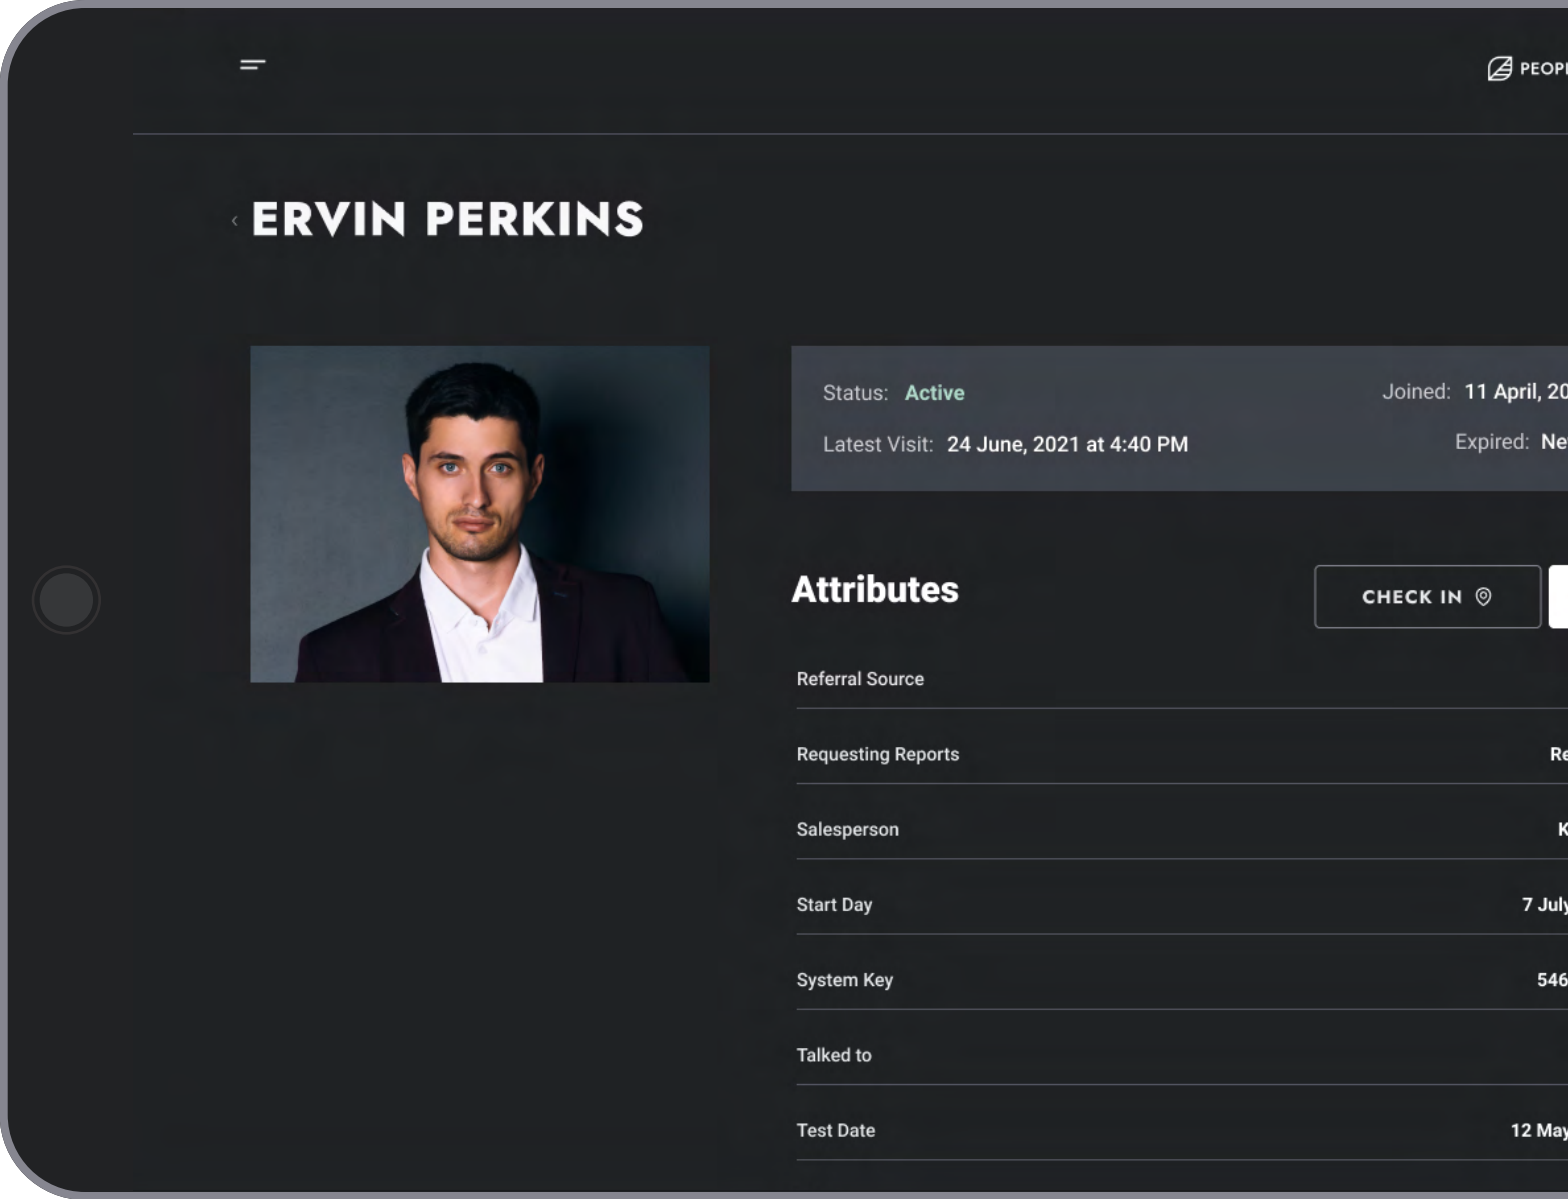 PEOP
ERVIN PERKINS
Status: Active
Joined: 11 April, 20
Latest Visit: 24 June, 2021 at 4:40 PM
Expired: Ne
Attributes
CHECK IN
Referral Source
Requesting Reports
Re
Salesperson
K
Start Day
7 July
System Key
546
Talked to
Test Date
12 May